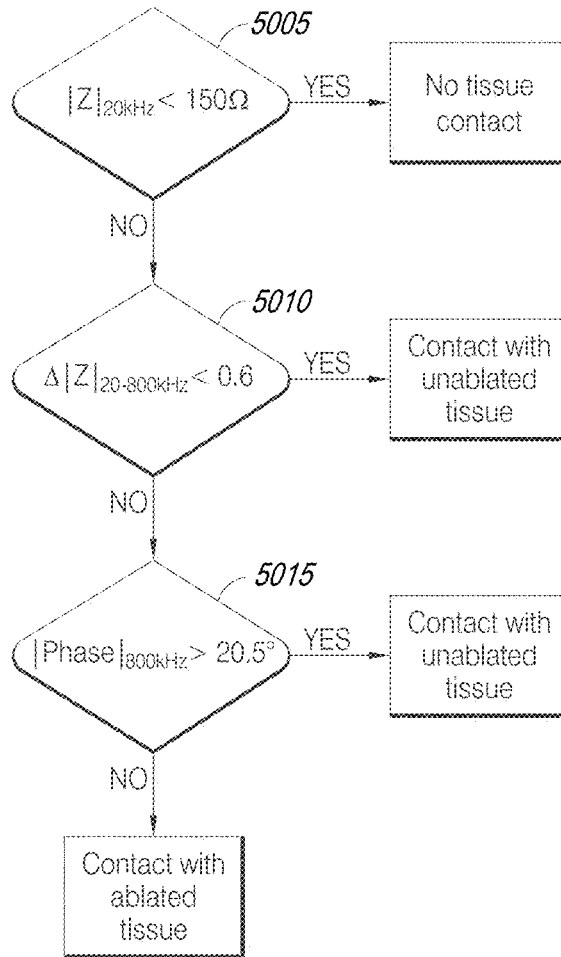 5005
|Z|20kHz < 150Ω
YES
No tissue
contact
NO
5010
Δ|Z|20-800kHz < 0.6
YES
Contact with
unablated
tissue
NO
5015
|Phase|800kHz > 20.5°
YES
Contact with
unablated
tissue
NO
Contact with
ablated
tissue